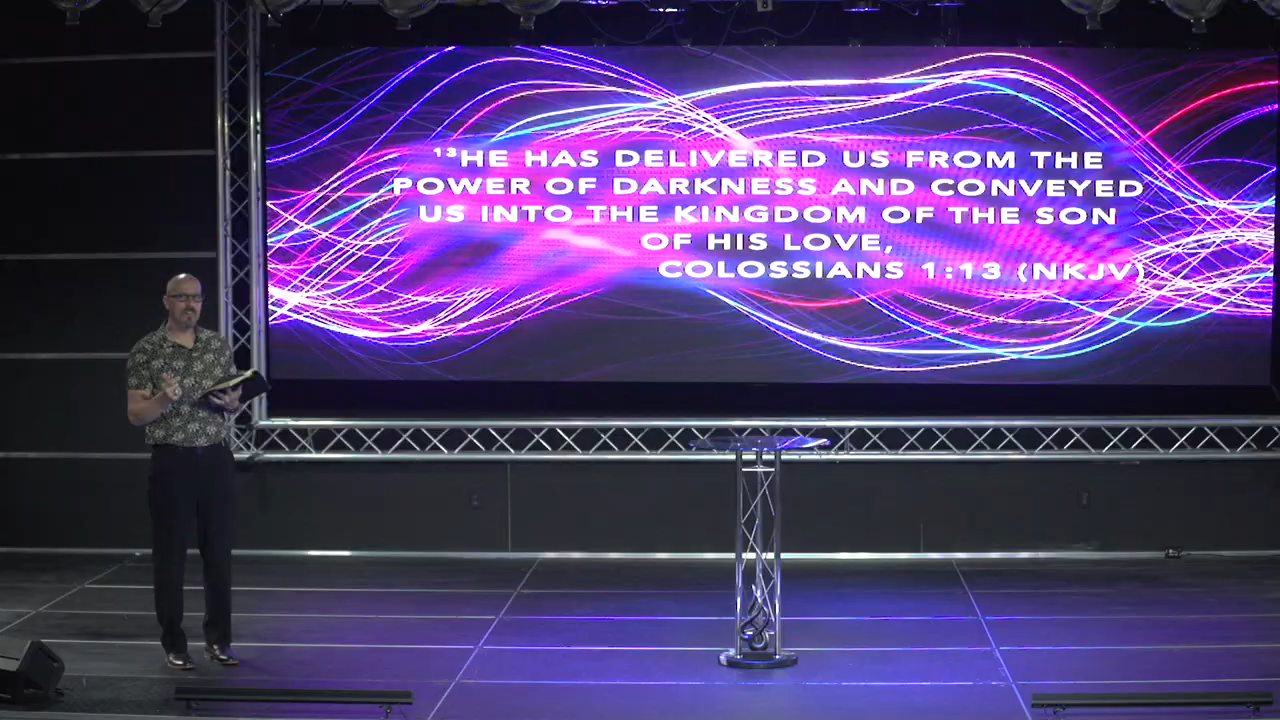 ¹³HE HAS DELIVERED US FROM THE
POWER OF DARKNESS AND CONVEYED
US INTO THE KINGDOM OF THE SON
OF HIS LOVE,
COLOSSIANS 1:13 (NKJV)